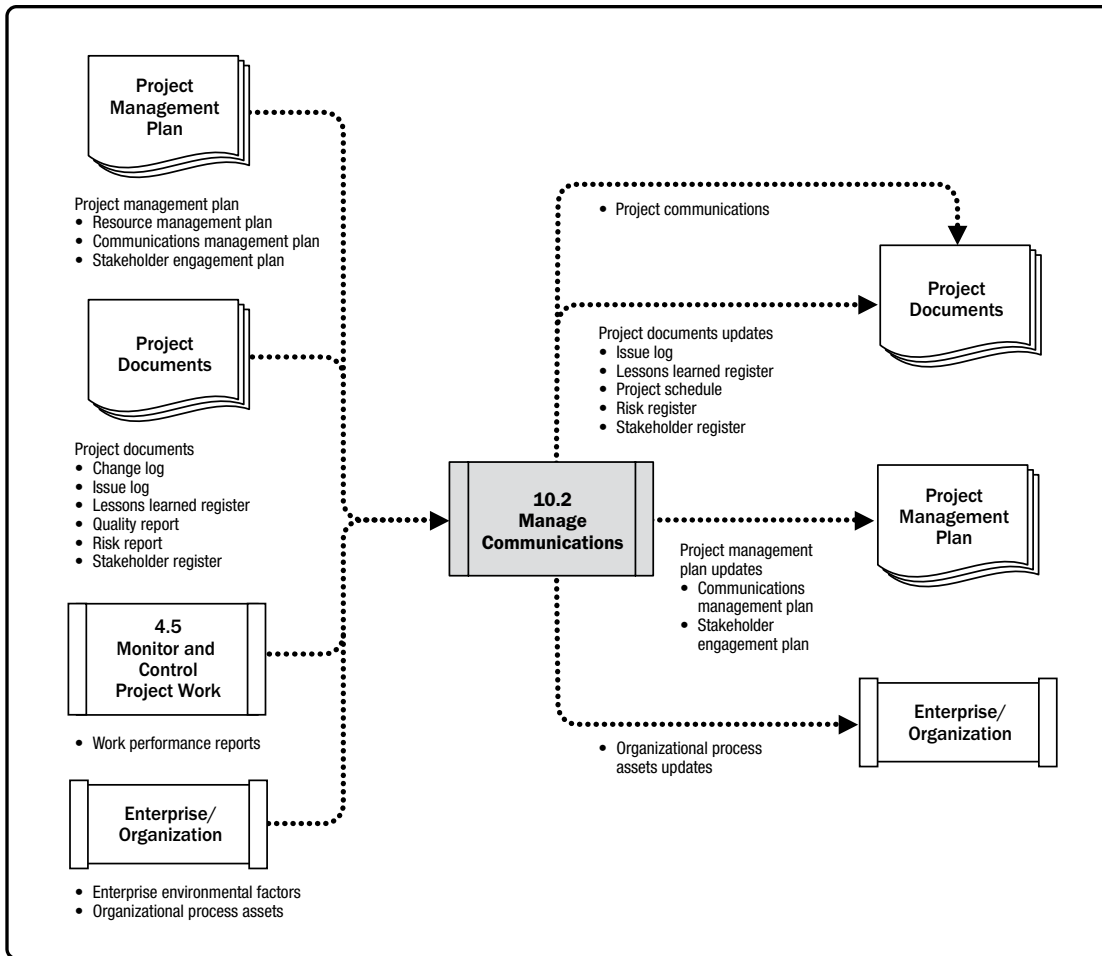 Project
Management
Plan
Project management plan
• Resource management plan
• Communications management plan
• Stakeholder engagement plan
Project
Documents
Project documents
• Change log
• Issue log
• Lessons learned register
• Quality report
• Risk report
• Stakeholder register
4.5
Monitor and
Control
Project Work
• Work performance reports
Enterprise/
Organization
• Enterprise environmental factors
• Organizational process assets
10.2
Manage
Communications
• Project communications
Project
Documents
Project documents updates
• Issue log
• Lessons learned register
• Project schedule
• Risk register
• Stakeholder register
Project
Management
Plan
Project management
plan updates
• Communications
management plan
• Stakeholder
engagement plan
Enterprise/
Organization
• Organizational process
assets updates